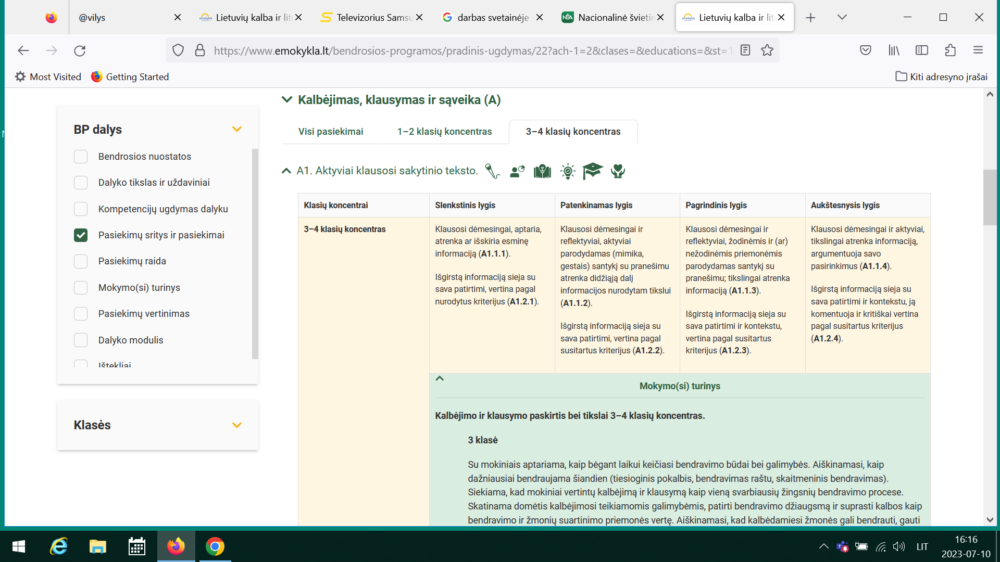 @vilys
Lietuvių kalba ir lite
Televizorius Samsu
darbas svetainėje -
Nacionalinė švietin
Lietuvių kalba ir lite
https://www.emokykla.lt/bendrosios-programos/pradinis-ugdymas/22?ach-1=2&clases=&educations=&st=1
Most Visited
Getting Started
Kiti adresyno įrašai
BP dalys
Bendrosios nuostatos
Dalyko tikslas ir uždaviniai
Kompetencijų ugdymas dalyku
Pasiekimų sritys ir pasiekimai
Pasiekimų raida
Mokymo(si) turinys
Pasiekimų vertinimas
Dalyko modulis
Ištekliai
Klasės
Kalbėjimas, klausymas ir sąveika (A)
Visi pasiekimai
1–2 klasių koncentras
3–4 klasių koncentras
A1. Aktyviai klausosi sakytinio teksto.
Klasių koncentrai
Slenkstinis lygis
Patenkinamas lygis
Pagrindinis lygis
Aukštesnysis lygis
3–4 klasių koncentras
Klausosi dėmesingai, aptaria,
atrenka ar išskiria esminę
informaciją (A1.1.1).
Išgirstą informaciją sieja su
sava patirtimi, vertina pagal
nurodytus kriterijus (A1.2.1).
Klausosi dėmesingai ir
reflektyviai, aktyviai
parodydamas (mimika,
gestais) santykį su pranešimu
atrenka didžiąją dalį
informacijos nurodytam tikslui
(A1.1.2).
Išgirstą informaciją sieja su
sava patirtimi, vertina pagal
susitartus kriterijus (A1.2.2).
Klausosi dėmesingai ir
reflektyviai, žodinėmis ir (ar)
nežodinėmis priemonėmis
parodydamas santykį su
pranešimu; tikslingai atrenka
informaciją (A1.1.3).
Išgirstą informaciją sieja su
sava patirtimi ir kontekstu,
vertina pagal susitartus
kriterijus (A1.2.3).
Klausosi dėmesingai ir aktyviai,
tikslingai atrenka informaciją,
argumentuoja savo
pasirinkimus (A1.1.4).
Išgirstą informaciją sieja su
sava patirtimi ir kontekstu, ją
komentuoja ir kritiškai vertina
pagal susitartus kriterijus
(A1.2.4).
Mokymo(si) turinys
Kalbėjimo ir klausymo paskirtis bei tikslai 3–4 klasių koncentras.
3 klasė
Su mokiniais aptariama, kaip bėgant laikui keičiasi bendravimo būdai bei galimybės. Aiškinamasi, kaip
dažniausiai bendraujama šiandien (tiesioginis pokalbis, bendravimas raštu, skaitmeninis bendravimas).
Siekiama, kad mokiniai vertintų kalbėjimą ir klausymą kaip vieną svarbiausių žingsnių bendravimo procese.
Skatinama domėtis kalbėjimosi teikiamomis galimybėmis, patirti bendravimo džiaugsmą ir suprasti kalbos kaip
bendravimo ir žmonių suartinimo priemonės vertę. Aiškinamasi, kad kalbėdamiesi žmonės gali bendrauti, gauti
LIT
16:16
2023-07-10